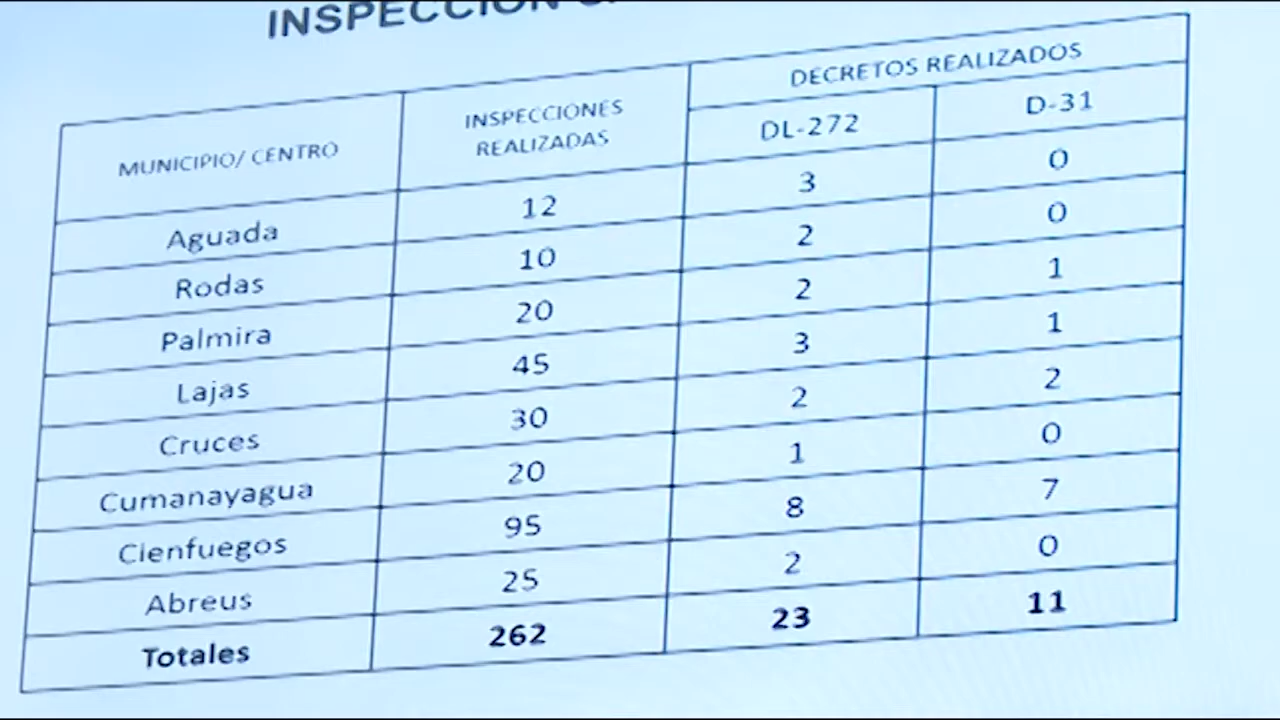 INSPECCIÓN
DECRETOS REALIZADOS
MUNICIPIO/ CENTRO INSPECCIONES REALIZADAS DL-272 D-31
Aguada 12 3 0
Rodas 10 2 0
Palmira 20 2 1
Lajas 45 3 1
Cruces 30 2 2
Cumanayagua 20 1 0
Cienfuegos 95 8 7
Abreus 25 2 0
Totales 262 23 11